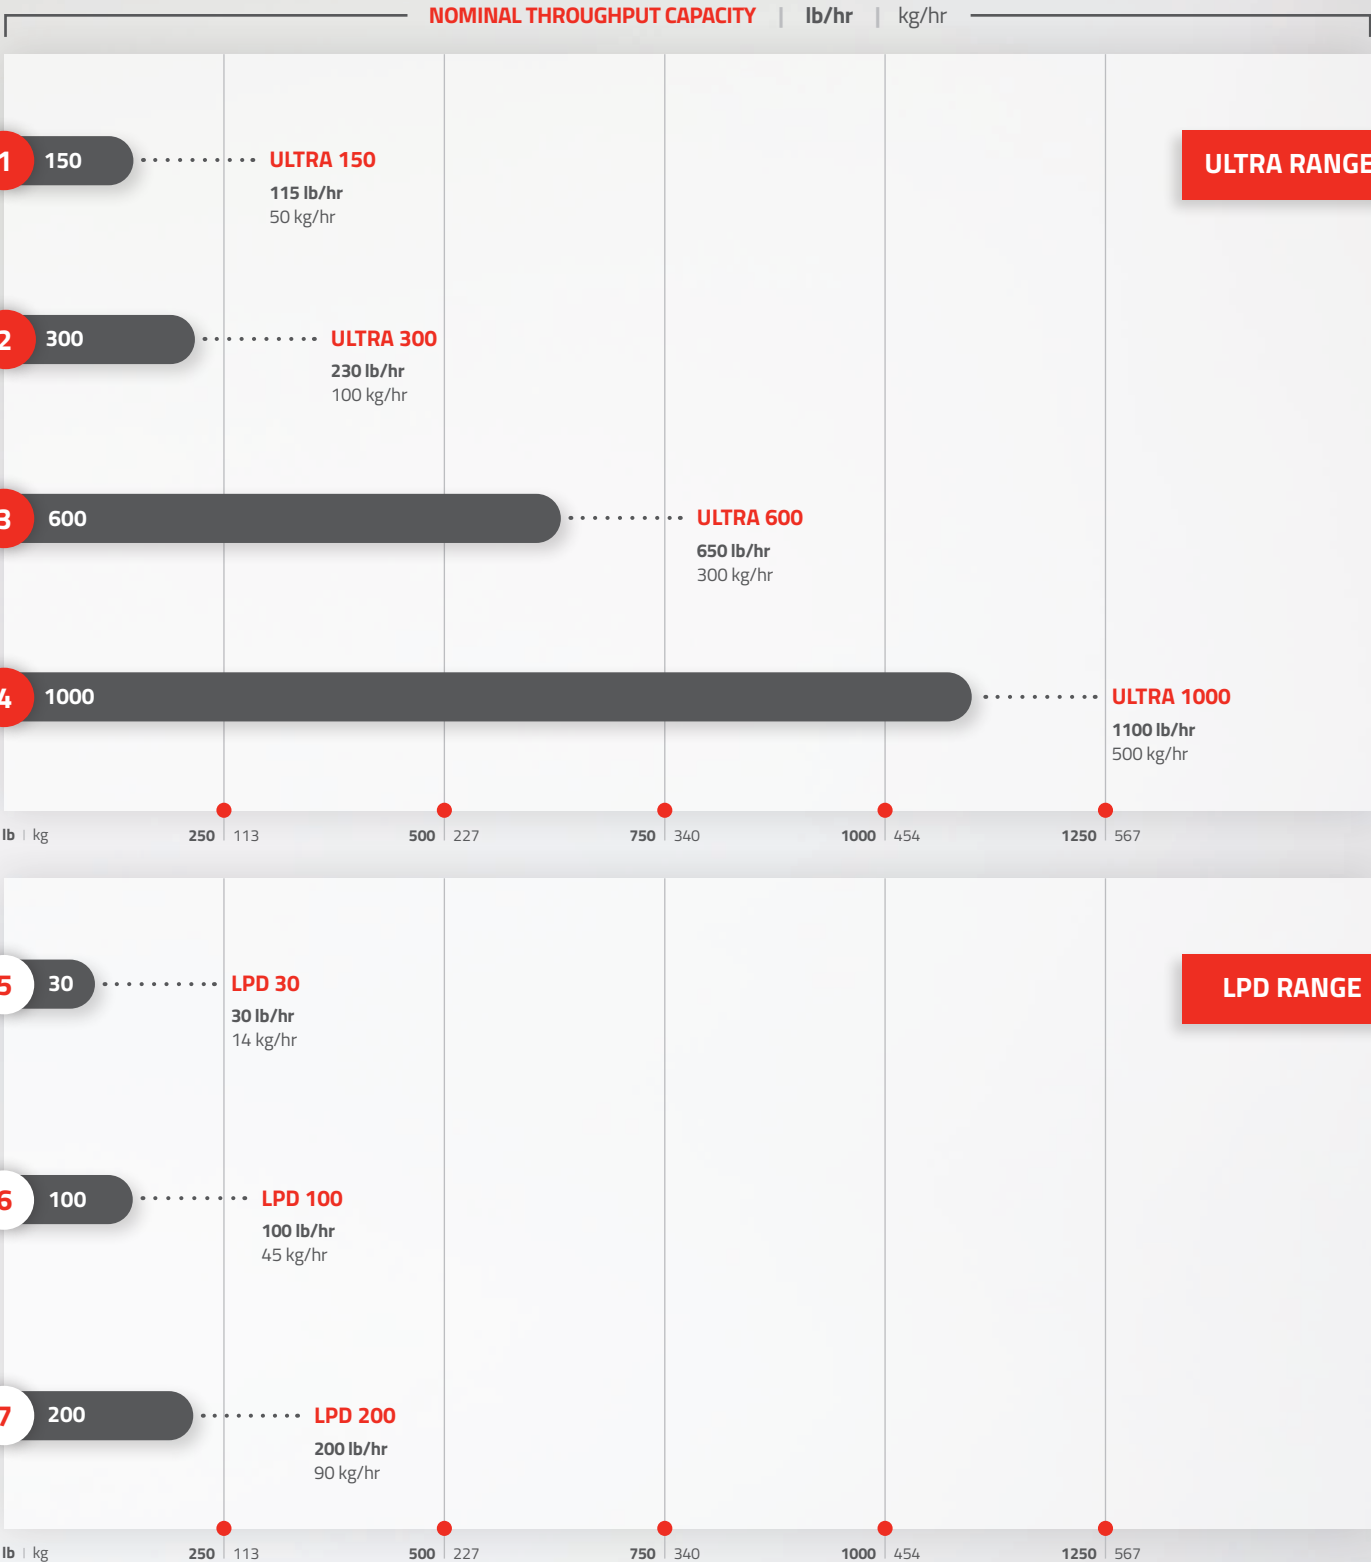 NOMINAL THROUGHPUT CAPACITY | lb/hr | kg/hr
ULTRA RANGE
1 150 ULTRA 150
115 lb/hr
50 kg/hr
2 300 ULTRA 300
230 lb/hr
100 kg/hr
3 600 ULTRA 600
650 lb/hr
300 kg/hr
4 1000 ULTRA 1000
1100 lb/hr
500 kg/hr
lb | kg 250 | 113 500 | 227 750 | 340 1000 | 454 1250 | 567
LPD RANGE
5 30 LPD 30
30 lb/hr
14 kg/hr
6 100 LPD 100
100 lb/hr
45 kg/hr
7 200 LPD 200
200 lb/hr
90 kg/hr
lb | kg 250 | 113 500 | 227 750 | 340 1000 | 454 1250 | 567